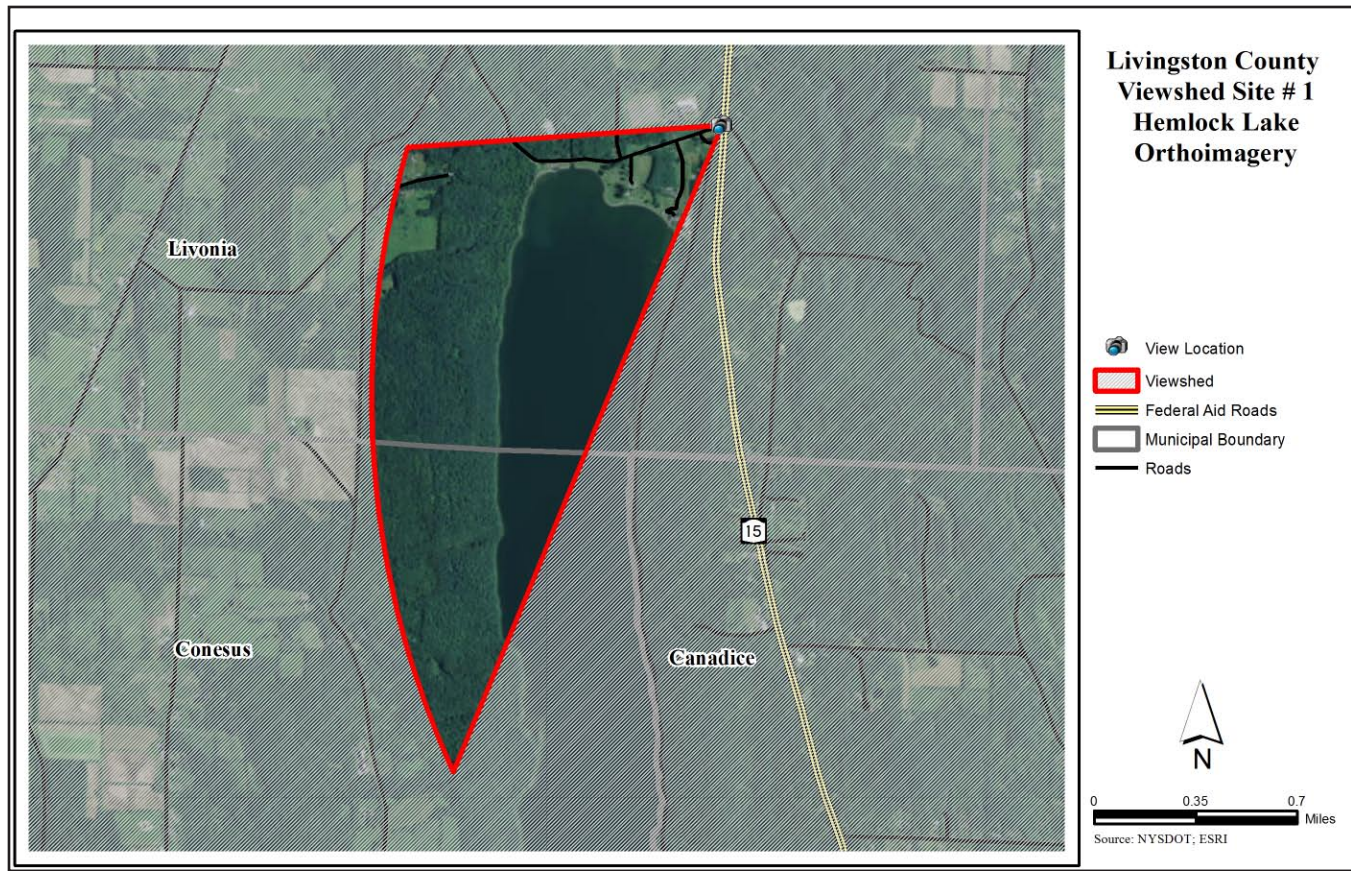 Livingston County
Viewshed Site # 1
Hemlock Lake
Orthoimagery
Livonia
Conesus
Canadice
15
View Location
Viewshed
Federal Aid Roads
Municipal Boundary
Roads
N
0 0.35 0.7
Miles
Source: NYSDOT; ESRI